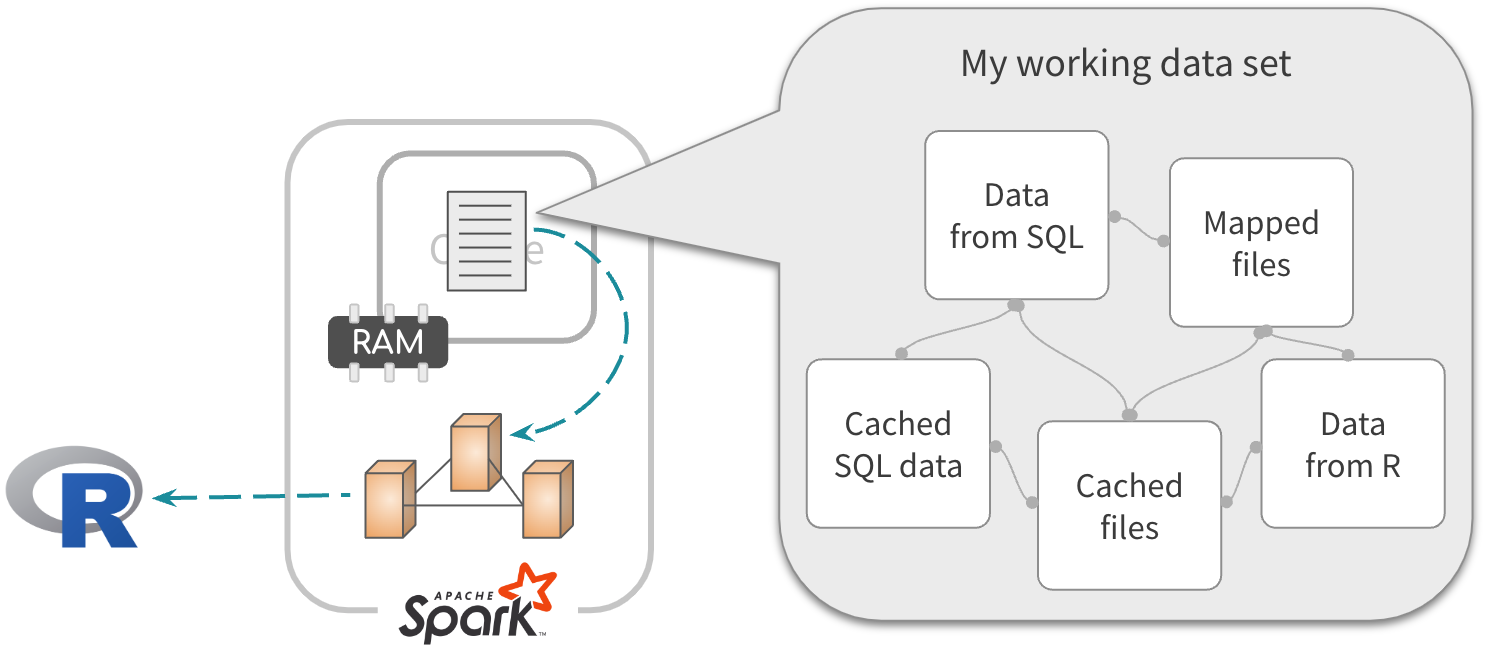 My working data set
Data
from SQL
Mapped
files
RAM
Cached
SQL data
Cached
files
Data
from R
R
APACHE
Spark™